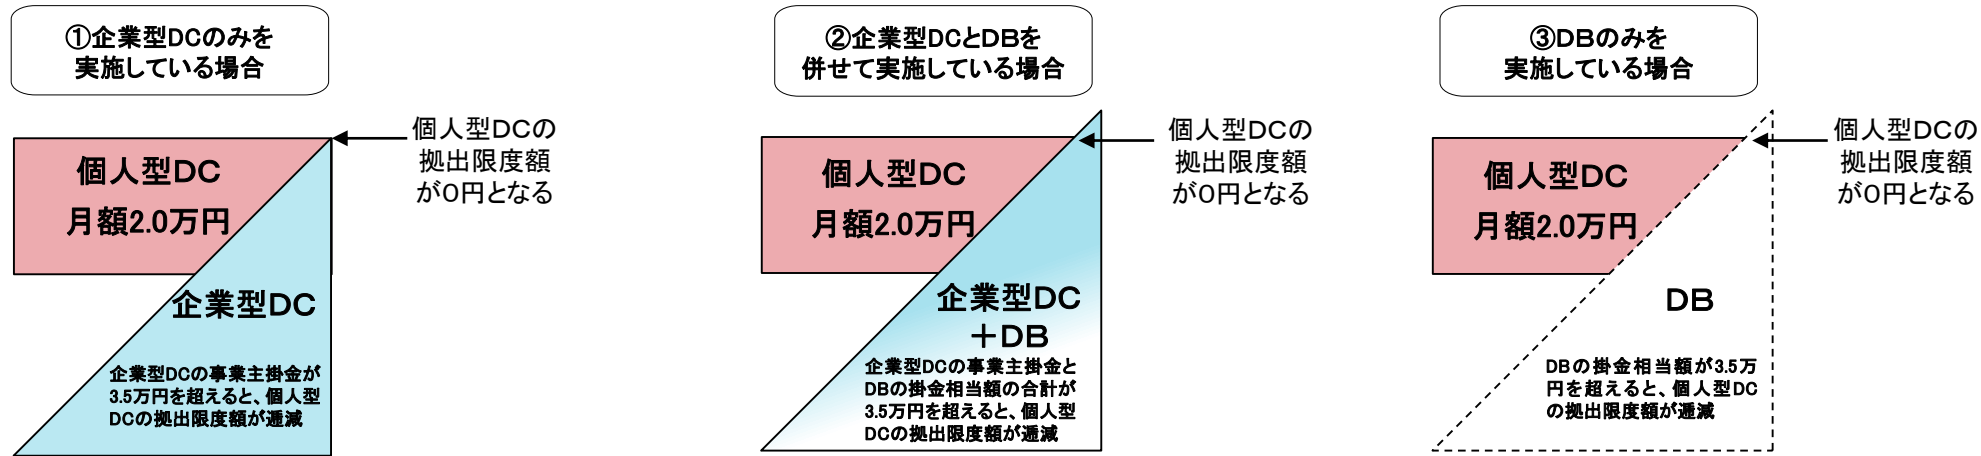 ①企業型DCのみを
実施している場合
個人型DCの
拠出限度額
が0円となる
個人型DC
月額2.0万円
企業型DC
企業型DCの事業主掛金が
3.5万円を超えると、個人型
DCの拠出限度額が逓減
②企業型DCとDBを
併せて実施している場合
個人型DCの
拠出限度額
が0円となる
個人型DC
月額2.0万円
企業型DC
＋DB
企業型DCの事業主掛金と
DBの掛金相当額の合計が
3.5万円を超えると、個人型
DCの拠出限度額が逓減
③DBのみを
実施している場合
個人型DCの
拠出限度額
が0円となる
個人型DC
月額2.0万円
DB
DBの掛金相当額が3.5万
円を超えると、個人型DC
の拠出限度額が逓減